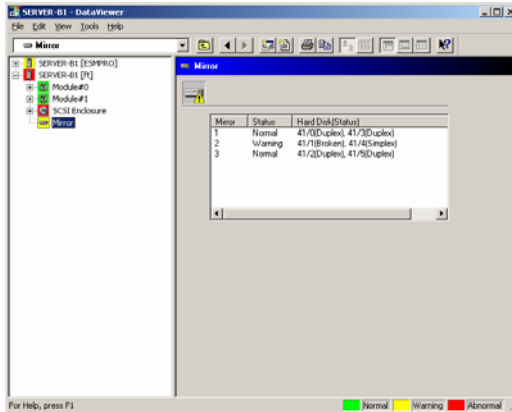 SERVER-B1 - DataViewer
File Edit View Tools Help
Mirror
SERVER-B1 [ESMPRO]
SERVER-B1 [ft]
Module#0
Module#1
SCSI Enclosure
Mirror
Mirror
Mirror Status Hard Disk(Status)
1 Normal 41/0(Duplex), 41/3(Duplex)
2 Warning 41/1(Broken), 41/4(Simplex)
3 Normal 41/2(Duplex), 41/5(Duplex)
For Help, press F1
Normal Warning Abnormal